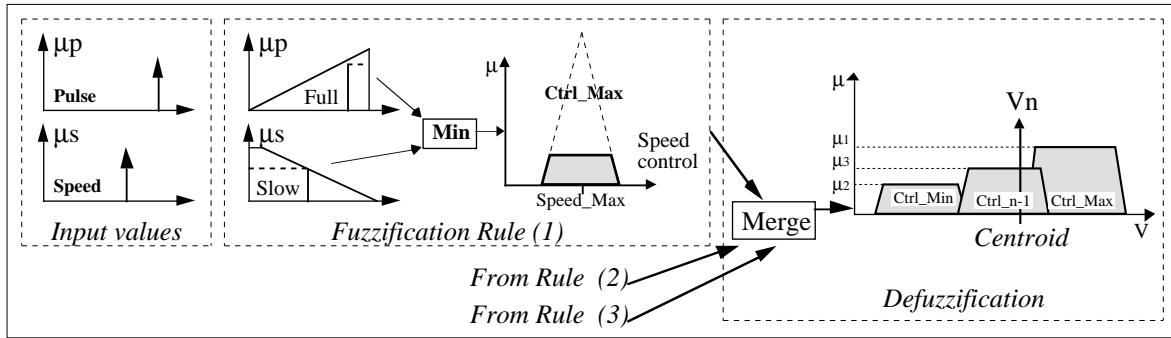 μp
Pulse
μs
Speed
Input values
μp
Full
μs
Slow
Min
μ
Ctrl_Max
Speed
control
Speed_Max
Fuzzification Rule (1)
From Rule (2)
From Rule (3)
Merge
μ
Vn
μ1
μ3
μ2
Ctrl_Min
Ctrl_n-1
Ctrl_Max
Centroid
V
Defuzzification